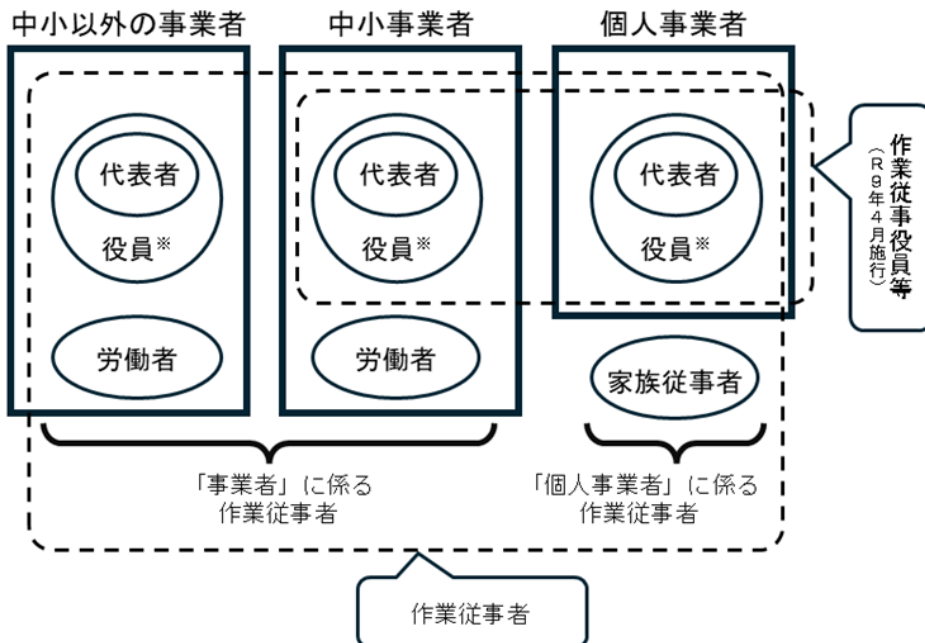 中小以外の事業者
中小事業者
個人事業者
代表者
役員※
代表者
役員※
代表者
役員※
作業従事役員等
（R9年4月施行）
労働者
労働者
家族従事者
「事業者」に係る
作業従事者
「個人事業者」に係る
作業従事者
作業従事者